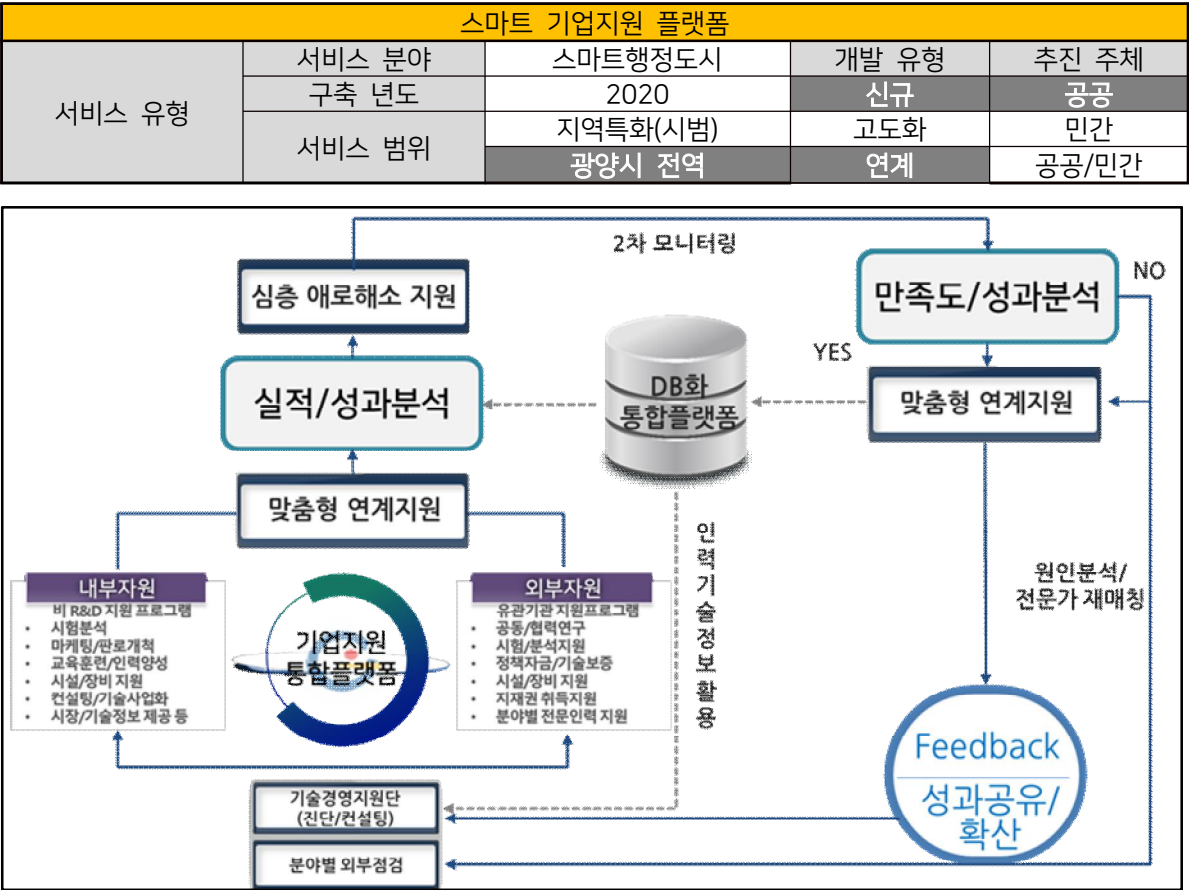 스마트 기업지원 플랫폼
서비스 유형
서비스 분야
스마트행정도시
개발 유형
추진 주체
구축 년도
2020
신규
공공
서비스 범위
지역특화(시범)
고도화
민간
광양시 전역
연계
공공/민간
2차 모니터링
심층 애로해소 지원
만족도/성과분석
NO
YES
실적/성과분석
DB화
통합플랫폼
맞춤형 연계지원
맞춤형 연계지원
인력기술정보활용
원인분석/
전문가 재매칭
내부자원
비 R&D 지원 프로그램
• 시험분석
• 마케팅/판로개척
• 교육훈련/인력양성
• 시설/장비 지원
• 컨설팅/기술사업화
• 시장/기술정보 제공 등
기업지원
통합플랫폼
외부자원
유관기관 지원프로그램
• 공동/협력연구
• 시험/분석지원
• 정책자금/기술보증
• 시설/장비 지원
• 지재권 취득지원
• 분야별 전문인력 지원
Feedback
성과공유/
확산
기술경영지원단
(진단/컨설팅)
분야별 외부점검